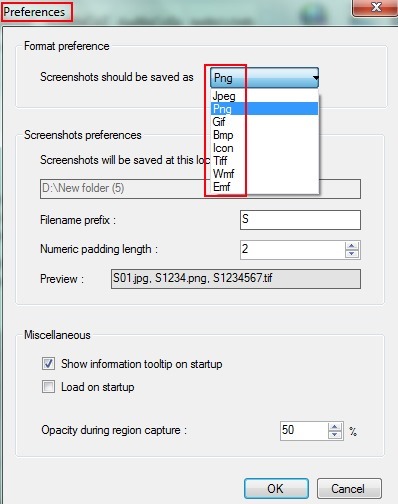 Preferences
Format preference
Screenshots should be saved as Png
Jpeg
Png
Gif
Bmp
Icon
Tiff
Wmf
Emf
Screenshots preferences
Screenshots will be saved at this loc
D:\New folder (5)
Filename prefix : S
Numeric padding length : 2
Preview : S01.jpg, S1234.png, S1234567.tif
Miscellaneous
Show information tooltip on startup
Load on startup
Opacity during region capture : 50 %
OK Cancel